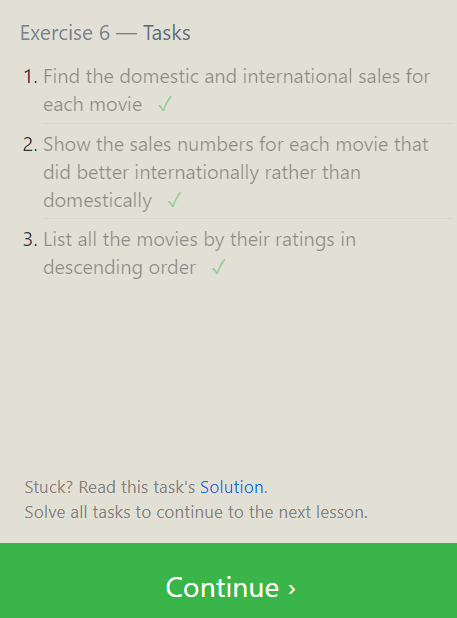 Exercise 6 — Tasks
1. Find the domestic and international sales for
each movie ✓
2. Show the sales numbers for each movie that
did better internationally rather than
domestically ✓
3. List all the movies by their ratings in
descending order ✓
Stuck? Read this task's Solution.
Solve all tasks to continue to the next lesson.
Continue ›